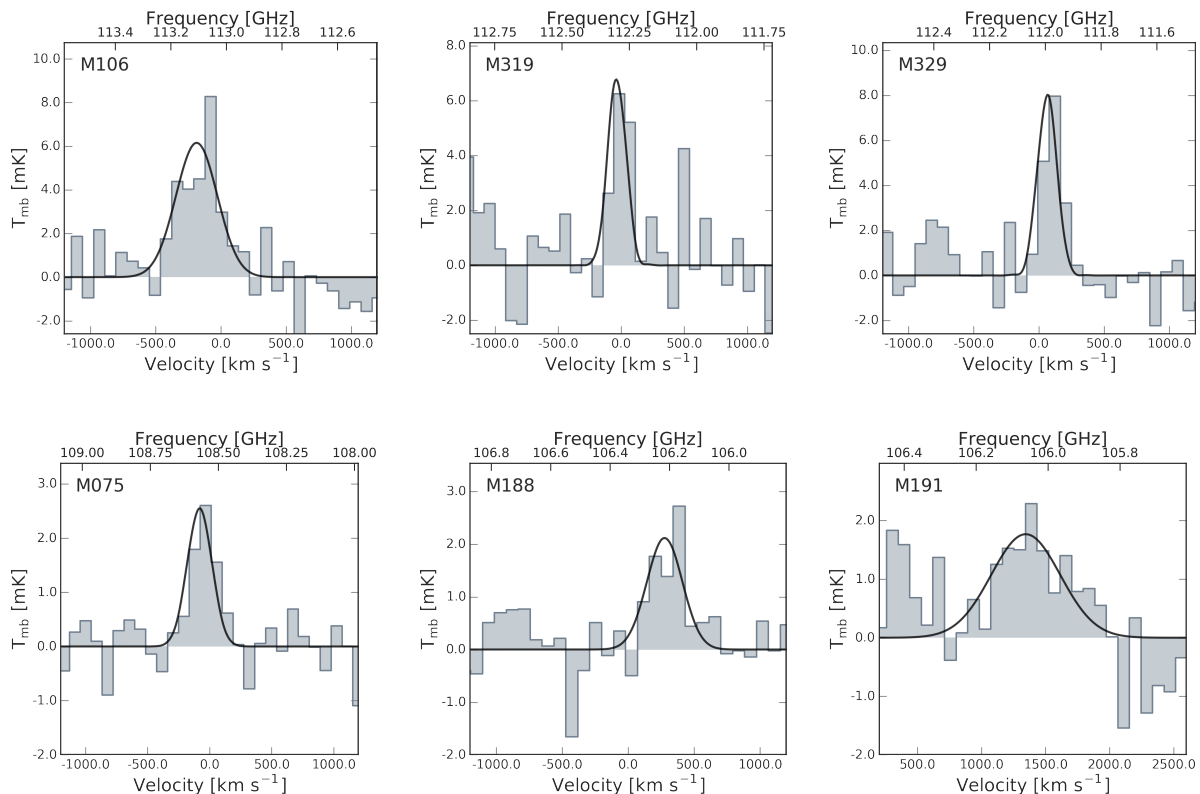 Frequency [GHz] Frequency [GHz] Frequency [GHz]
113.4 113.2 113.0 112.8 112.6 112.75 112.50 112.25 112.00 111.75 112.4 112.2 112.0 111.8 111.6
M106 M319 M329
10.0 8.0 6.0 4.0 2.0 0.0 -2.0
8.0 6.0 4.0 2.0 0.0 -2.0
10.0 8.0 6.0 4.0 2.0 0.0 -2.0
T_mb [mK] T_mb [mK] T_mb [mK]
-1000.0 -500.0 0.0 500.0 1000.0 -1000.0 -500.0 0.0 500.0 1000.0 -1000.0 -500.0 0.0 500.0 1000.0
Velocity [km s⁻¹] Velocity [km s⁻¹] Velocity [km s⁻¹]
Frequency [GHz] Frequency [GHz] Frequency [GHz]
109.00 108.75 108.50 108.25 108.00 106.8 106.6 106.4 106.2 106.0 106.4 106.2 106.0 105.8
M075 M188 M191
3.0 2.0 1.0 0.0 -1.0 -2.0
3.0 2.0 1.0 0.0 -1.0 -2.0
2.0 1.0 0.0 -1.0 -2.0
T_mb [mK] T_mb [mK] T_mb [mK]
-1000.0 -500.0 0.0 500.0 1000.0 -1000.0 -500.0 0.0 500.0 1000.0 500.0 1000.0 1500.0 2000.0 2500.0
Velocity [km s⁻¹] Velocity [km s⁻¹] Velocity [km s⁻¹]